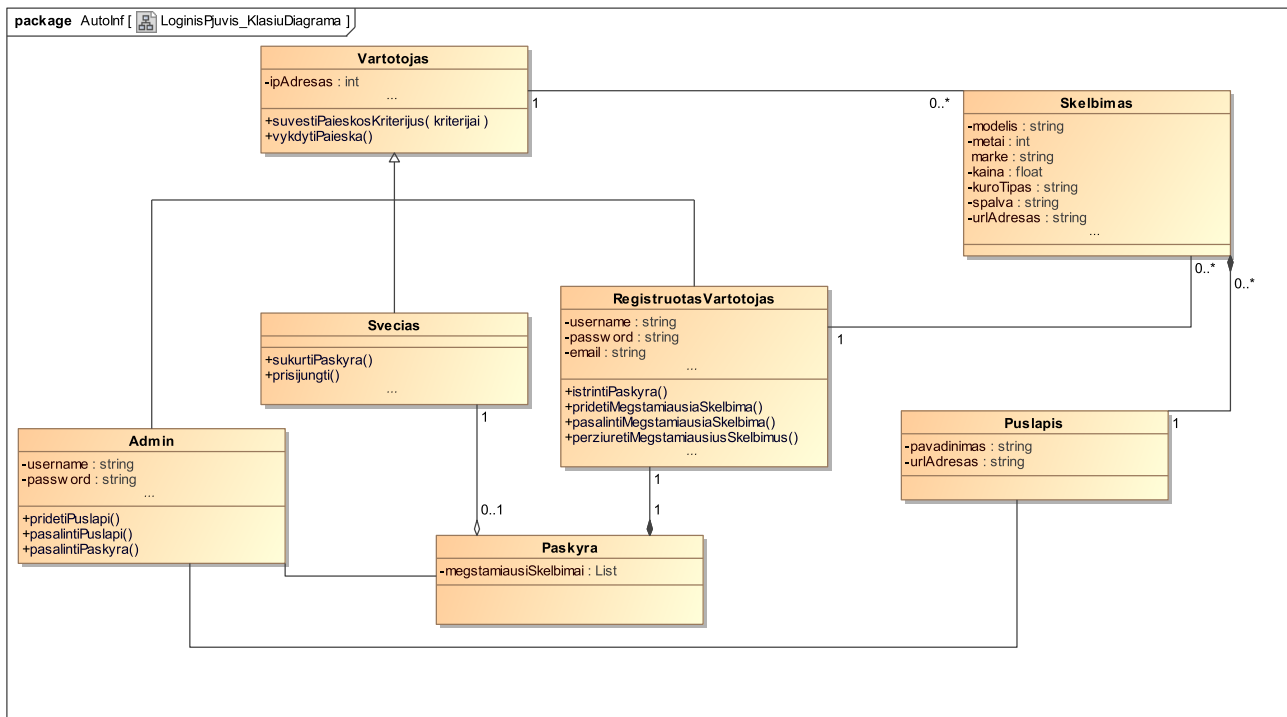 package AutoInf [ LoginisPjuvis_KlasiuDiagrama ]
Vartotojas
-ipAdresas : int
...
+suvestiPaieskosKriterijus( kriterijai )
+vykdytiPaieska()
1
0..*
Skelbimas
-modelis : string
-metai : int
marke : string
-kaina : float
-kuroTipas : string
-spalva : string
-urlAdresas : string
...
0..*
0..*
Svecias
+sukurtiPaskyra()
+prisijungti()
...
1
RegistruotasVartotojas
-username : string
-password : string
-email : string
...
+istrintiPaskyra()
+pridetiMegstamiausiaSkelbima()
+pasalintiMegstamiausiaSkelbima()
+perziuretiMegstamiausiusSkelbimus()
...
1
1
Puslapis
-pavadinimas : string
-urlAdresas : string
1
Admin
-username : string
-password : string
...
+pridetiPuslapi()
+pasalintiPuslapi()
+pasalintiPaskyra()
0..1
1
Paskyra
-megstamiausiSkelbimai : List